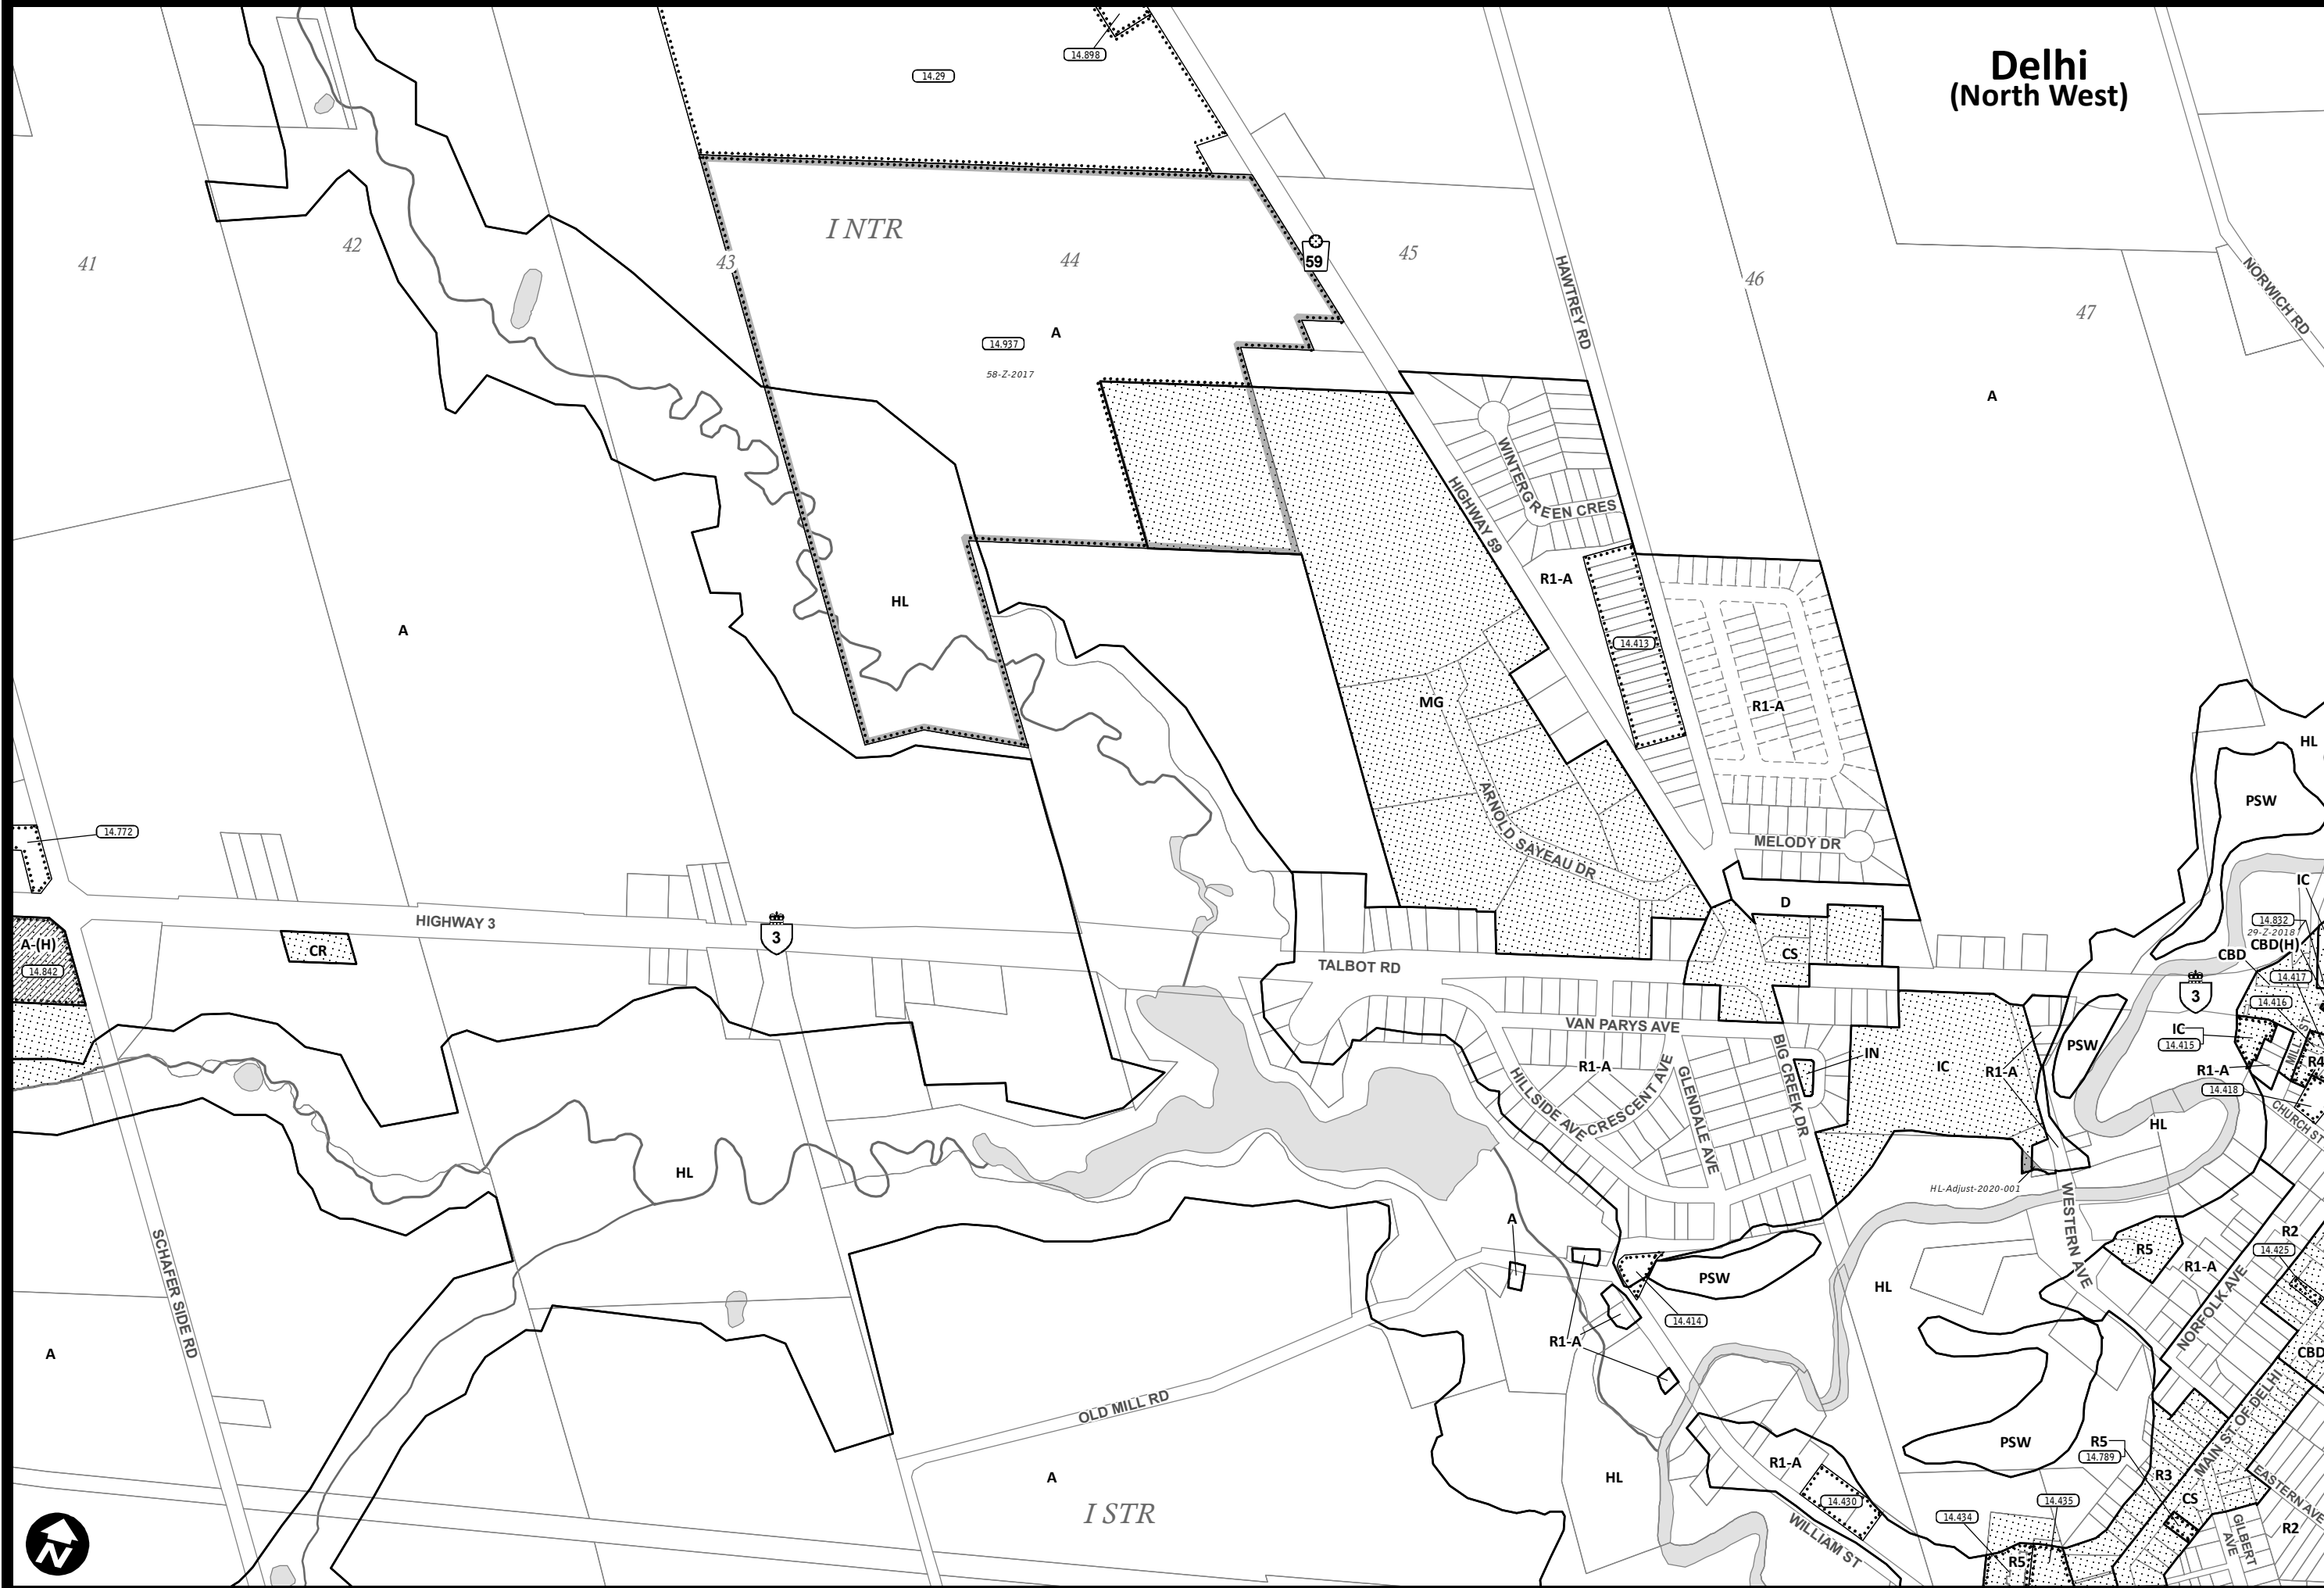 Delhi
(North West)
14.898
14.29
I NTR
41
42
43
44
45
46
47
59
HAWTREY RD
NORWICH RD
A
14.937
58-Z-2017
A
WINTERGREEN CRES
HIGHWAY 59
R1-A
14.413
R1-A
HL
A
MG
ARNOLD SAYEAU DR
MELODY DR
HL
PSW
14.772
HIGHWAY 3
3
A-(H)
14.842
CR
D
CS
TALBOT RD
IC
14.832
29-Z-2018
CBD(H)
CBD
14.417
3
14.416
IC
14.415
MILL ST
R4
R1-A
14.418
CHURCH ST
VAN PARYS AVE
R1-A
HILLSIDE AVE
CRESCENT AVE
GLENDALE AVE
BIG CREEK DR
IN
IC
R1-A
PSW
HL
HL
HL-Adjust-2020-001
WESTERN AVE
SCHAFER SIDE RD
A
A
R1-A
PSW
14.414
HL
R5
R1-A
R2
14.425
NORFOLK AVE
CBD
OLD MILL RD
MAIN ST OF DELHI
PSW
R5
14.789
R3
CS
EASTERN AVE
A
I STR
HL
R1-A
14.430
WILLIAM ST
14.434
14.435
R5
GILBERT AVE
R2
N